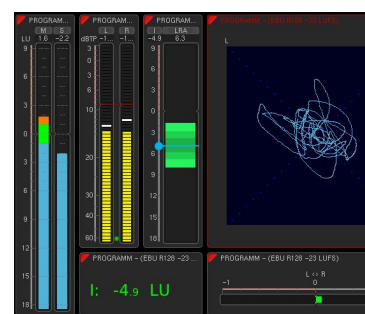 PROGRAM...
M S
LU 1.6 -2.2
9
6
3
0
3
6
9
12
15
18
PROGRAM...
L R
dBTP -1... -1...
3
0
3
6
10
20
30
40
60
PROGRAMM...
I LRA
-4.9 6.3
9
6
3
0
3
6
9
12
15
18
PROGRAMM - (EBU R128 -23 LUFS)
L
PROGRAMM - (EBU R128 -23 ...
I: -4.9 LU
PROGRAMM - (EBU R128 -23 LUFS)
L ‹› R
-1 0